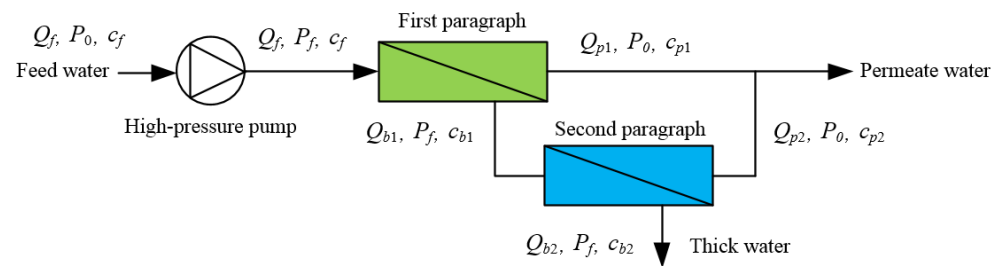 First paragraph
Qf, P0, cf
Qf, Pf, cf
Qp1, P0, cp1
Feed water
Permeate water
High-pressure pump
Qb1, Pf, cb1
Second paragraph
Qp2, P0, cp2
Qb2, Pf, cb2
Thick water